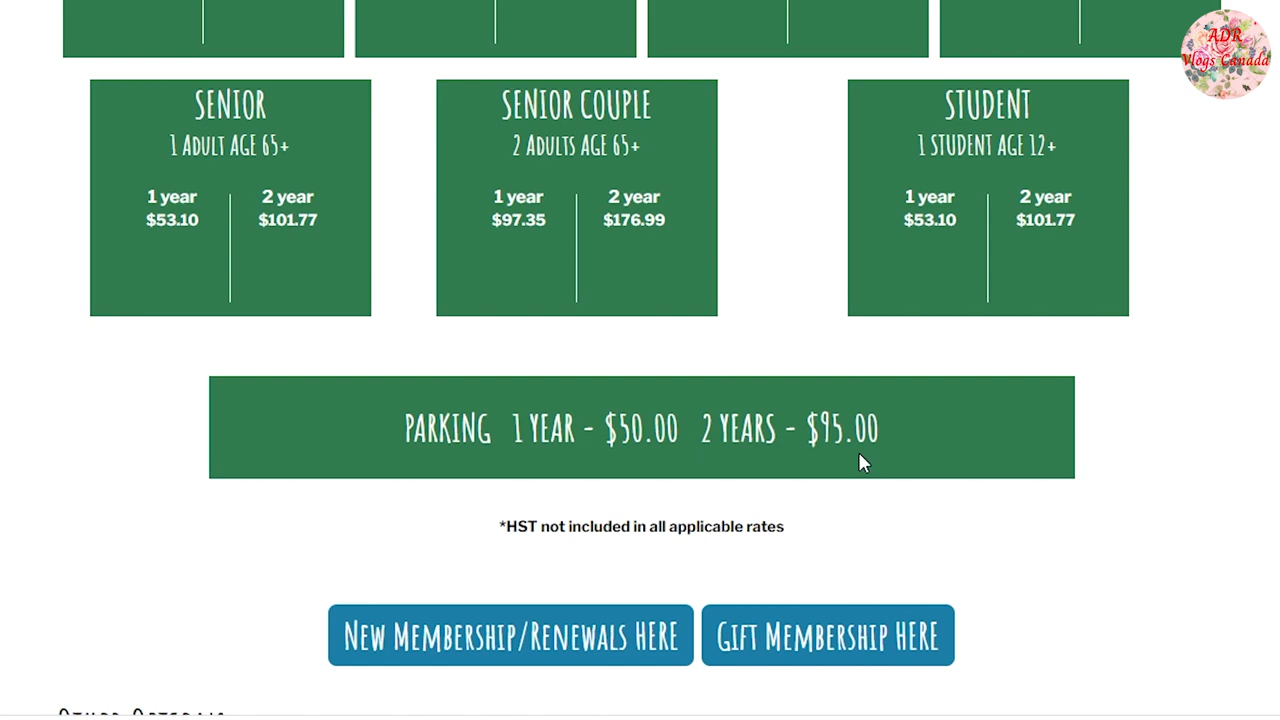 ADR
Vlogs Canada
SENIOR
1 ADULT AGE 65+
1 year
$53.10
2 year
$101.77
SENIOR COUPLE
2 ADULTS AGE 65+
1 year
$97.35
2 year
$176.99
STUDENT
1 STUDENT AGE 12+
1 year
$53.10
2 year
$101.77
PARKING 1 YEAR - $50.00 2 YEARS - $95.00
*HST not included in all applicable rates
NEW MEMBERSHIP/RENEWALS HERE
GIFT MEMBERSHIP HERE